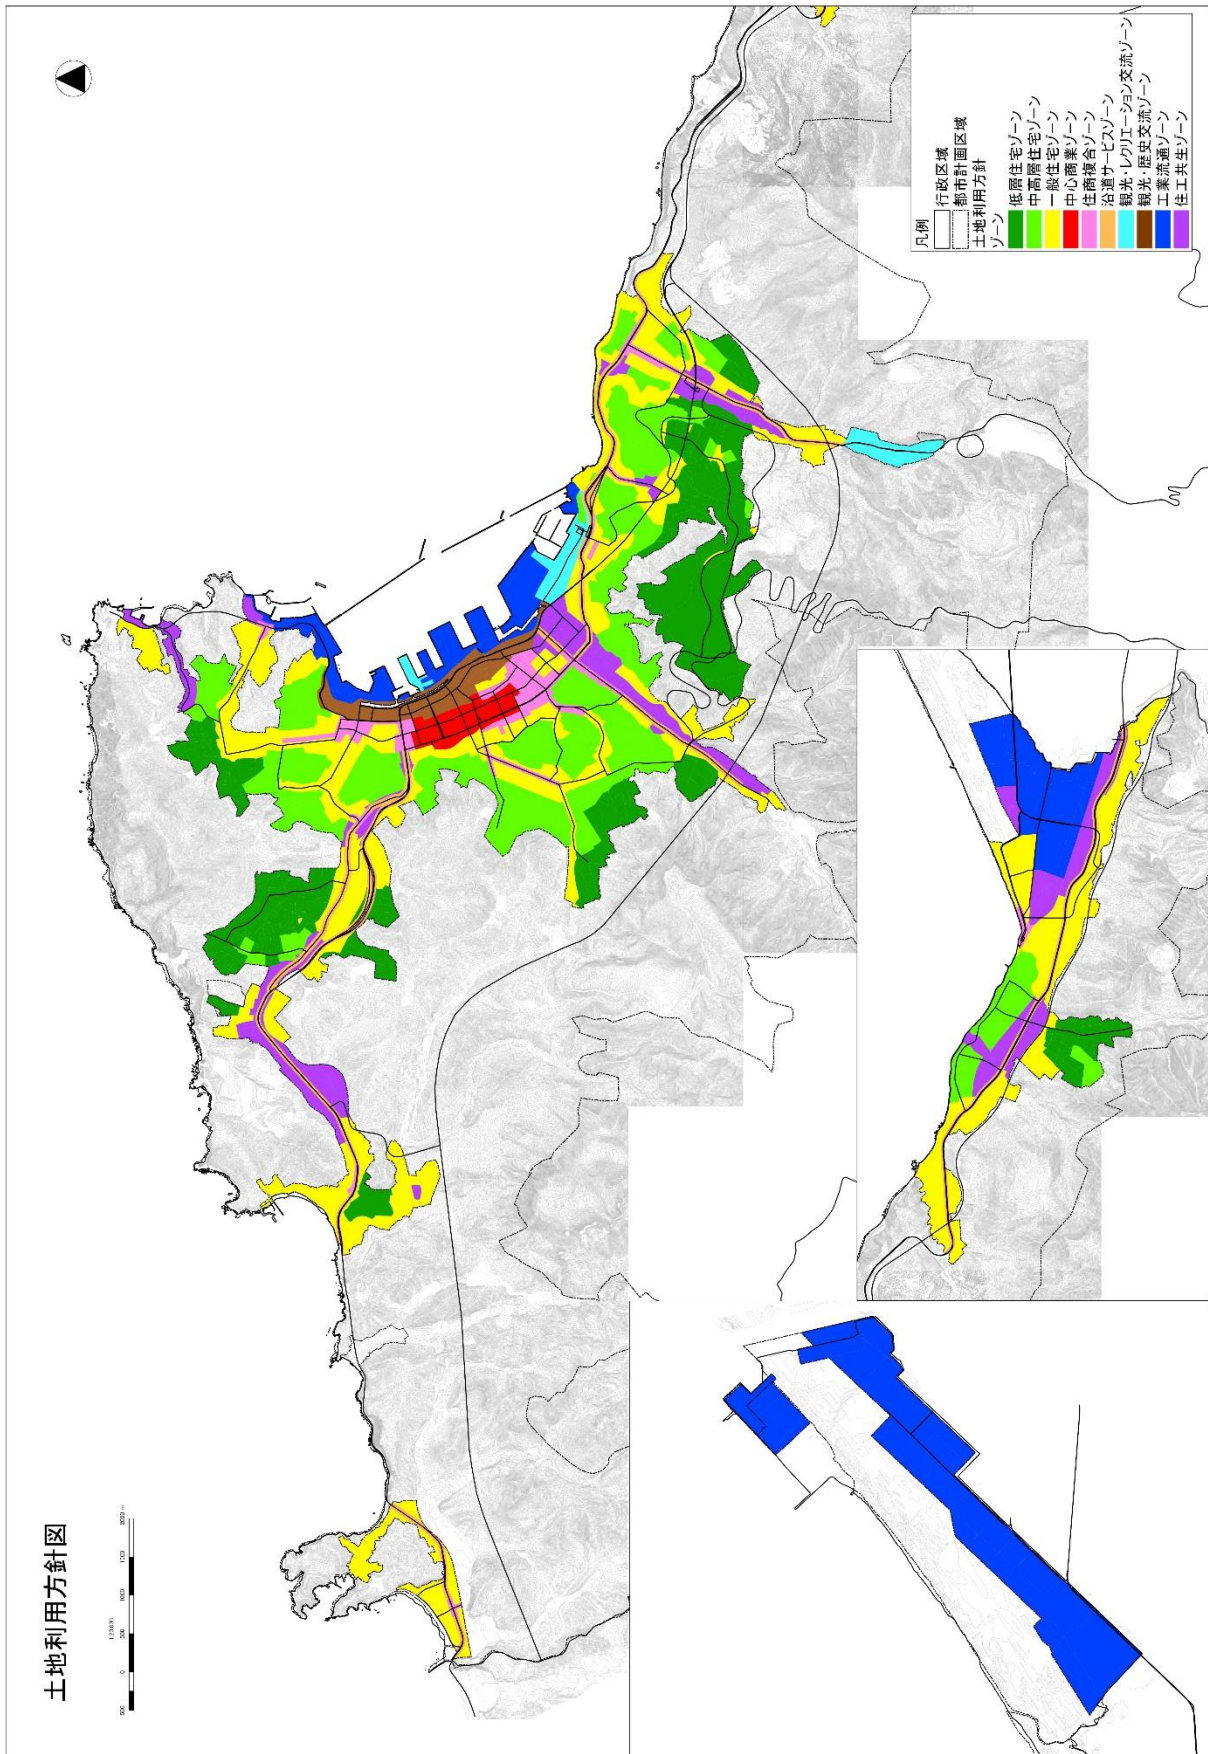 土地利用方針図
凡例
行政区域
都市計画区域
土地利用方針
ゾーン
低層住宅ゾーン
中高層住宅ゾーン
一般住宅ゾーン
中心商業ゾーン
住商複合ゾーン
沿道サービスゾーン
観光・レクリエーション交流ゾーン
観光・歴史交流ゾーン
工業流通ゾーン
住工共生ゾーン